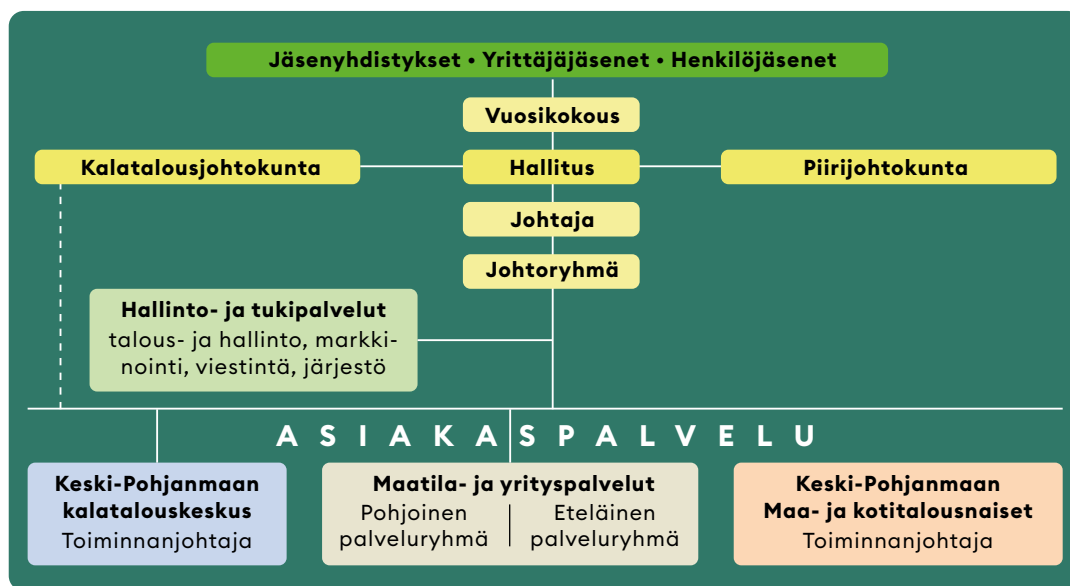 Jäsenyhdistykset • Yrittäjäjäsenet • Henkilöjäsenet
Vuosikokous
Kalatalousjohtokunta
Hallitus
Piirijohtokunta
Johtaja
Johtoryhmä
Hallinto- ja tukipalvelut
talous- ja hallinto, markki-
nointi, viestintä, järjestö
ASIAKASPALVELU
Keski-Pohjanmaan
kalatalouskeskus
Toiminnanjohtaja
Maatila- ja yrityspalvelut
Pohjoinen
palveluryhmä
Eteläinen
palveluryhmä
Keski-Pohjanmaan
Maa- ja kotitalousnaiset
Toiminnanjohtaja